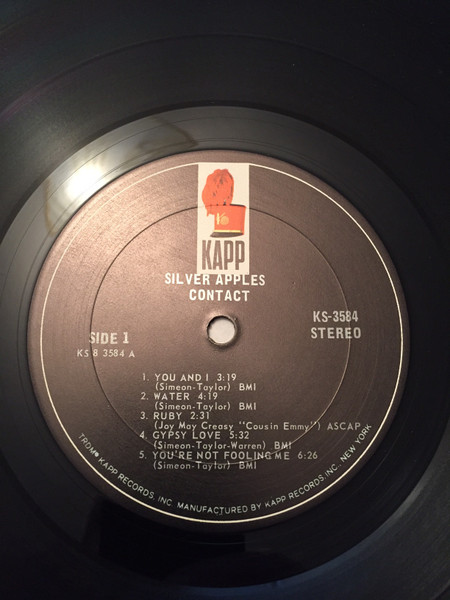 K
KAPP
SILVER APPLES
CONTACT
KS-3584
STEREO
SIDE 1
KS 8 3584 A
1. YOU AND I 3:19
(Simeon-Taylor) BMI
2. WATER 4:19
(Simeon-Taylor) BMI
3. RUBY 2:31
(Joy May Creasy "Cousin Emmy") ASCAP
4. GYPSY LOVE 5:32
(Simeon-Taylor-Warren) BMI
5. YOU'RE NOT FOOLING ME 6:26
(Simeon-Taylor) BMI
TRDMK KAPP RECORDS, INC. MANUFACTURED BY KAPP RECORDS INC., NEW YORK